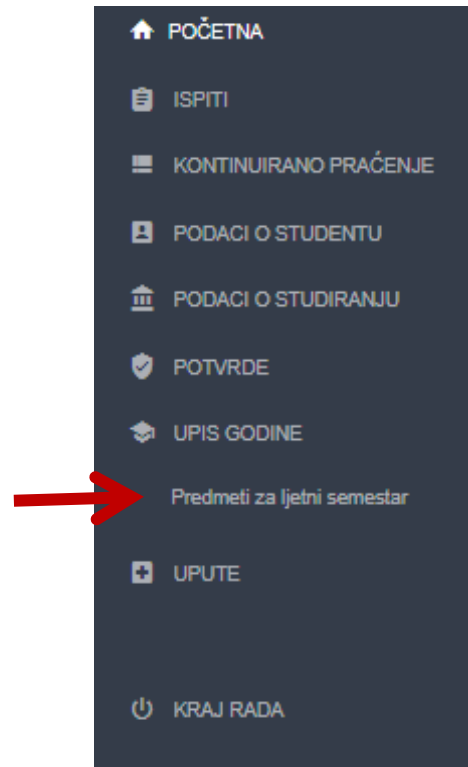 POČETNA
ISPITI
KONTINUIRANO PRAĆENJE
PODACI O STUDENTU
PODACI O STUDIRANJU
POTVRDE
UPIS GODINE
Predmeti za ljetni semestar
UPUTE
KRAJ RADA